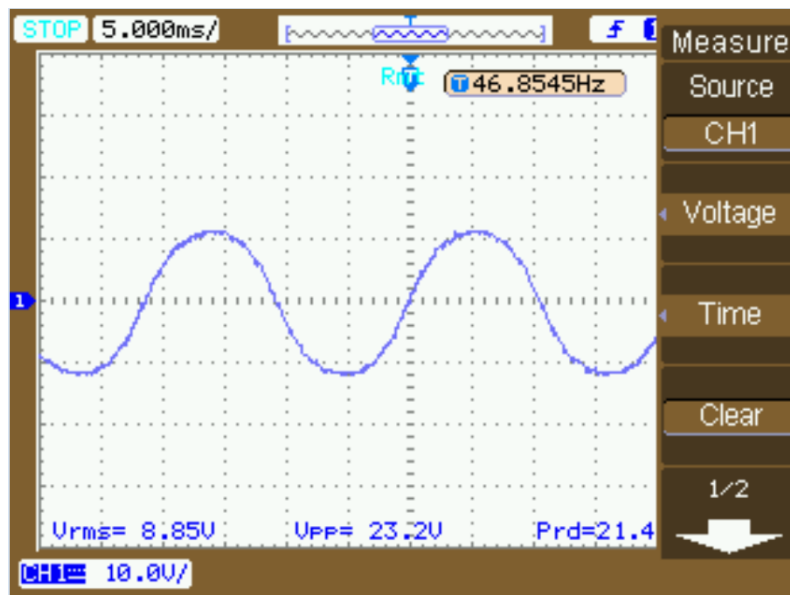 STOP 5.000ms/
Measure
Source
CH1
46.8545Hz
Voltage
1
Time
Clear
1/2
Vrms= 8.85V Vpp= 23.2V Prd=21.4
CH1 10.0V/